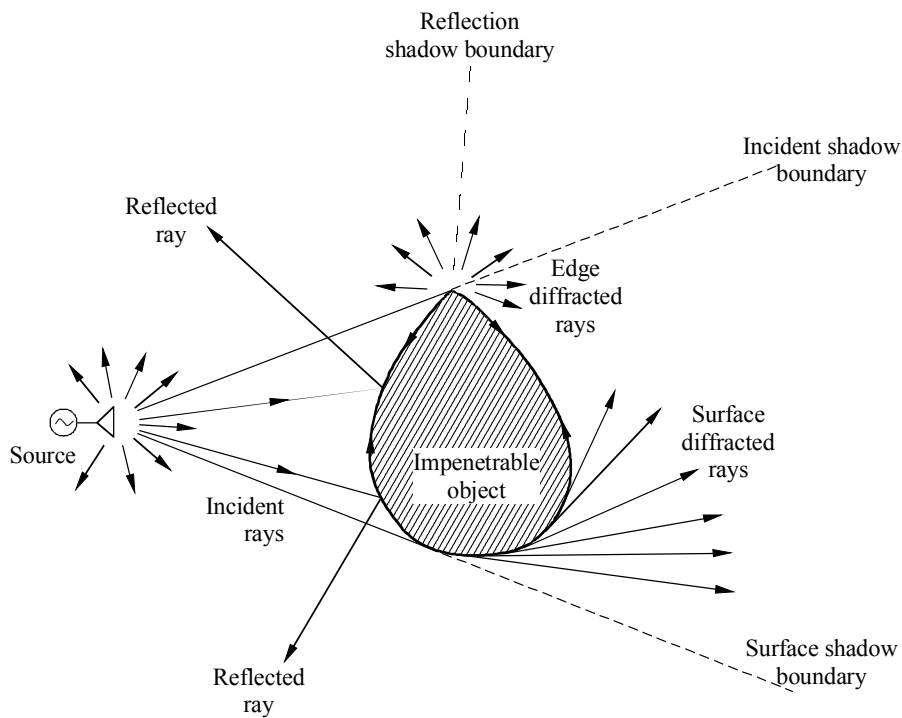 Reflection
shadow boundary
Incident shadow
boundary
Reflected
ray
Edge
diffracted
rays
Source
Surface
diffracted
rays
Impenetrable
object
Incident
rays
Surface shadow
boundary
Reflected
ray